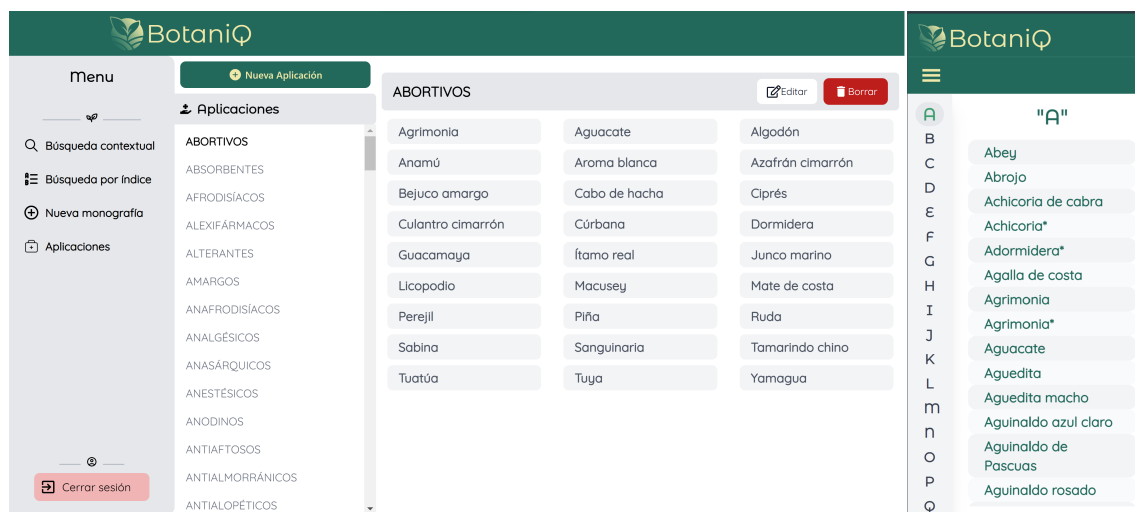 BotaniQ
Menu
Búsqueda contextual
Búsqueda por índice
Nueva monografía
Aplicaciones
Cerrar sesión
Nueva Aplicación
Aplicaciones
ABORTIVOS
ABSORBENTES
AFRODISÍACOS
ALEXIFÁRMACOS
ALTERANTES
AMARGOS
ANAFRODISÍACOS
ANALGÉSICOS
ANASÁRQUICOS
ANESTÉSICOS
ANODINOS
ANTIAFTOSOS
ANTIALMORRÁNICOS
ANTIALOPÉTICOS
ABORTIVOS Editar Borrar
Agrimonia Aguacate Algodón
Anamú Aroma blanca Azafrán cimarrón
Bejuco amargo Cabo de hacha Ciprés
Culantro cimarrón Cúrbana Dormidera
Guacamaya Ítamo real Junco marino
Licopodio Macusey Mate de costa
Perejil Piña Ruda
Sabina Sanguinaria Tamarindo chino
Tuatúa Tuya Yamagua
BotaniQ
A
B
C
D
E
F
G
H
I
J
K
L
M
N
O
P
Q
"A"
Abey
Abrojo
Achicoria de cabra
Achicoria*
Adormidera*
Agalla de costa
Agrimonia
Agrimonia*
Aguacate
Aguedita
Aguedita macho
Aguinaldo azul claro
Aguinaldo de
Pascuas
Aguinaldo rosado